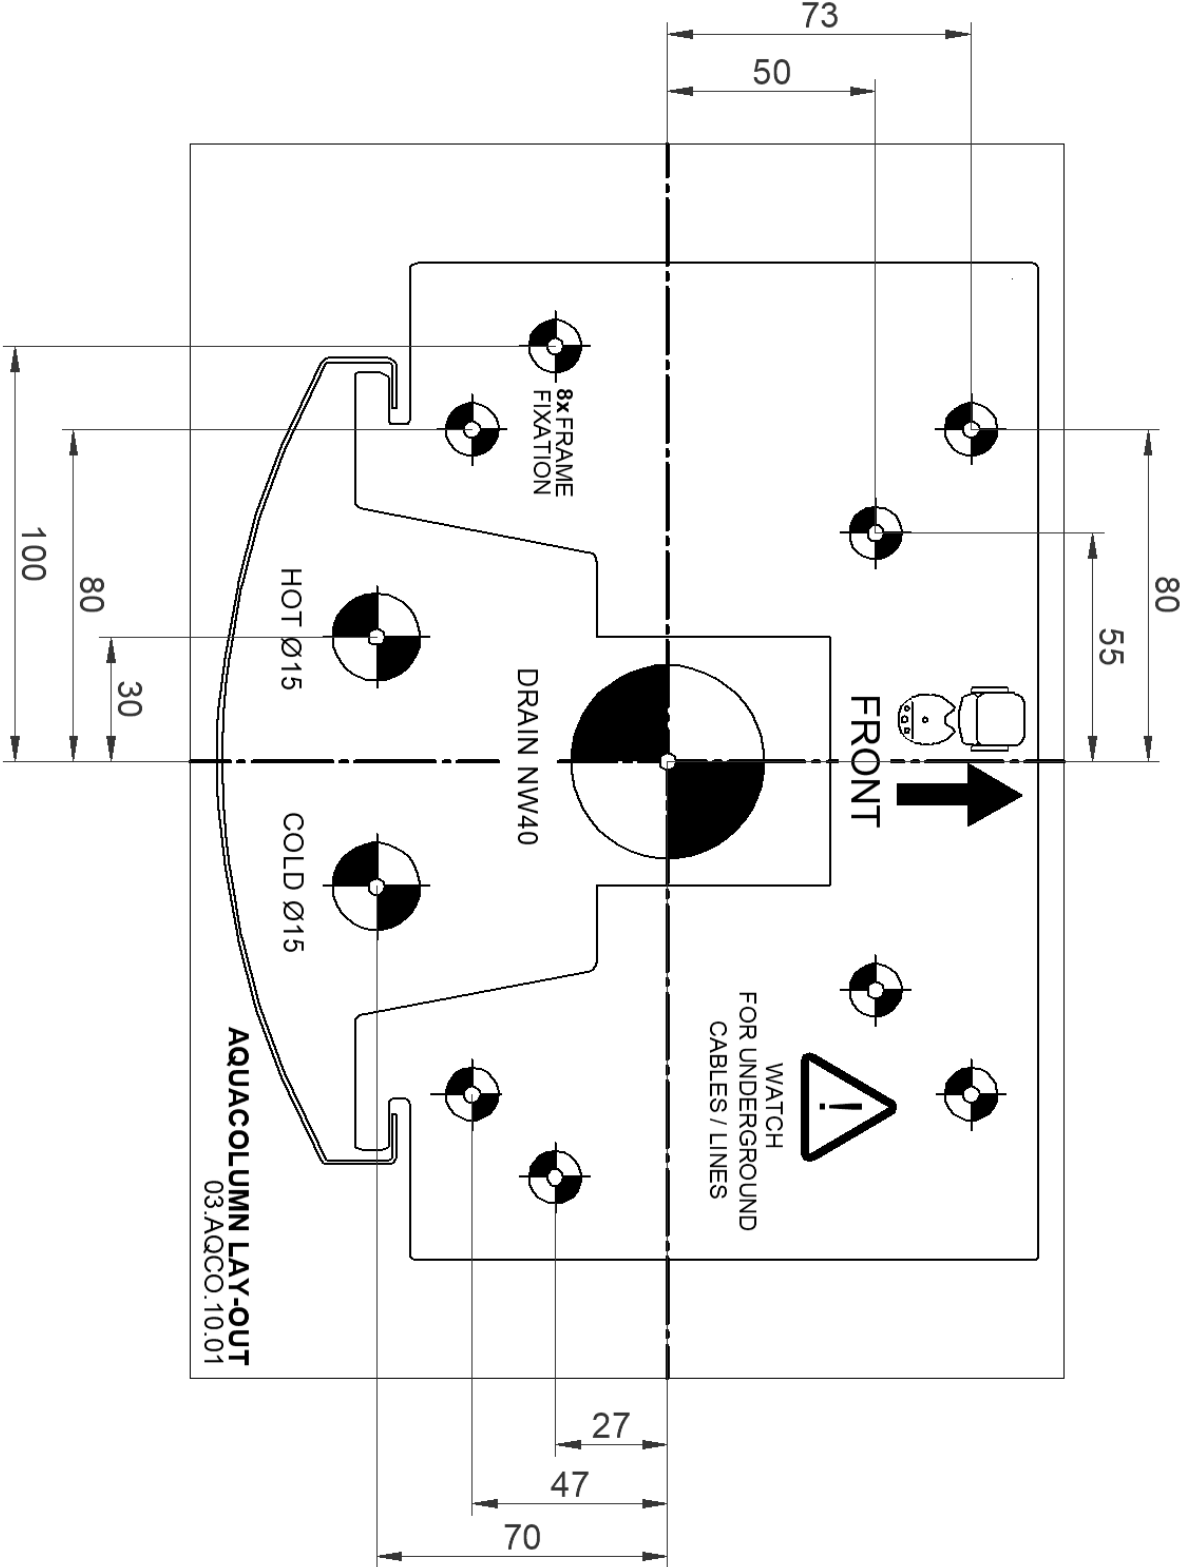 73
50
8x FRAME
FIXATION
100
80
30
HOT Ø15
COLD Ø15
DRAIN NW40
FRONT
80
55
WATCH
FOR UNDERGROUND
CABLES / LINES
!
AQUACOLUMN LAY-OUT
03.AQCO.10.01
27
47
70